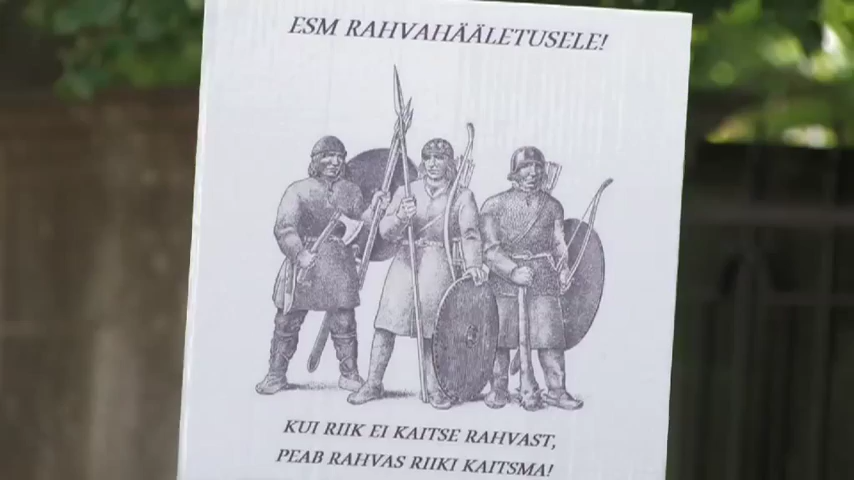 ESM RAHVAHÄÄLETUSELE!
KUI RIIK EI KAITSE RAHVAST,
PEAB RAHVAS RIIKI KAITSMA!